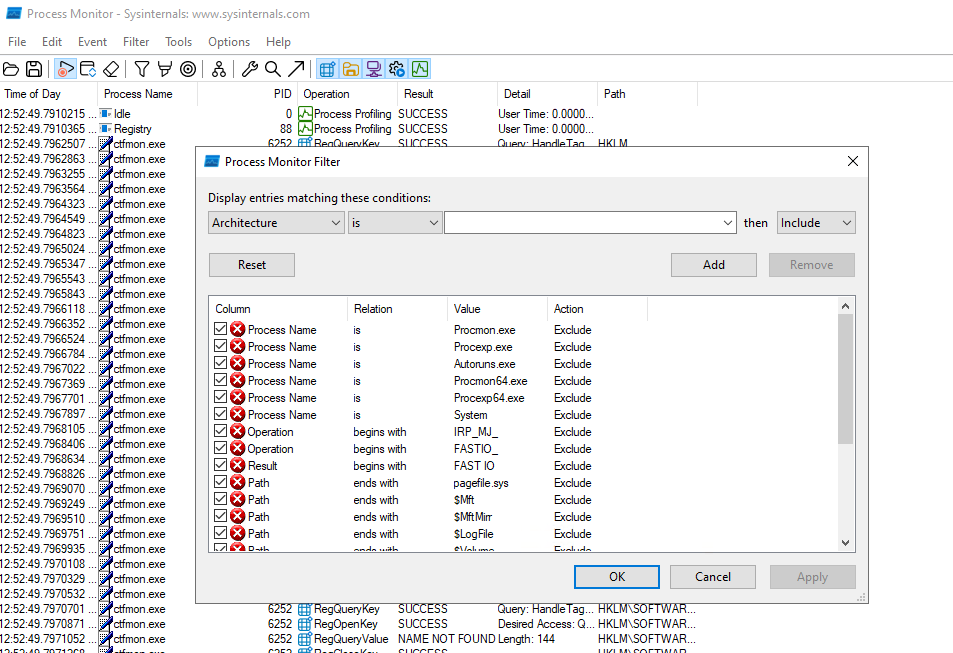 Process Monitor - Sysinternals: www.sysinternals.com
File Edit Event Filter Tools Options Help
Time of Day Process Name PID Operation Result Detail Path
12:52:49.7910215 ... Idle 0 Process Profiling SUCCESS User Time: 0.0000...
12:52:49.7910365 ... Registry 88 Process Profiling SUCCESS User Time: 0.0000...
12:52:49.7962507 ... ctfmon.exe 6252 RegQueryKey SUCCESS Query: HandleTag... HKLM
12:52:49.7962863 ... ctfmon.exe
12:52:49.7963255 ... ctfmon.exe
12:52:49.7963564 ... ctfmon.exe
12:52:49.7964323 ... ctfmon.exe
12:52:49.7964549 ... ctfmon.exe
12:52:49.7964823 ... ctfmon.exe
12:52:49.7965024 ... ctfmon.exe
12:52:49.7965347 ... ctfmon.exe
12:52:49.7965543 ... ctfmon.exe
12:52:49.7965843 ... ctfmon.exe
12:52:49.7966118 ... ctfmon.exe
12:52:49.7966352 ... ctfmon.exe
12:52:49.7966524 ... ctfmon.exe
12:52:49.7966784 ... ctfmon.exe
12:52:49.7967022 ... ctfmon.exe
12:52:49.7967369 ... ctfmon.exe
12:52:49.7967701 ... ctfmon.exe
12:52:49.7967897 ... ctfmon.exe
12:52:49.7968105 ... ctfmon.exe
12:52:49.7968406 ... ctfmon.exe
12:52:49.7968634 ... ctfmon.exe
12:52:49.7968826 ... ctfmon.exe
12:52:49.7969070 ... ctfmon.exe
12:52:49.7969249 ... ctfmon.exe
12:52:49.7969510 ... ctfmon.exe
12:52:49.7969751 ... ctfmon.exe
12:52:49.7969935 ... ctfmon.exe
12:52:49.7970108 ... ctfmon.exe
12:52:49.7970329 ... ctfmon.exe
12:52:49.7970532 ... ctfmon.exe
12:52:49.7970701 ... ctfmon.exe 6252 RegQueryKey SUCCESS Query: HandleTag... HKLM\SOFTWAR...
12:52:49.7970871 ... ctfmon.exe 6252 RegOpenKey SUCCESS Desired Access: Q... HKLM\SOFTWAR...
12:52:49.7971052 ... ctfmon.exe 6252 RegQueryValue NAME NOT FOUND Length: 144 HKLM\SOFTWAR...
12:52:49.7971268 ... ctfmon.exe 6252 RegCloseKey SUCCESS HKLM\SOFTWAR...
Process Monitor Filter
Display entries matching these conditions:
Architecture is then Include
Reset Add Remove
Column Relation Value Action
Process Name is Procmon.exe Exclude
Process Name is Procexp.exe Exclude
Process Name is Autoruns.exe Exclude
Process Name is Procmon64.exe Exclude
Process Name is Procexp64.exe Exclude
Process Name is System Exclude
Operation begins with IRP_MJ_ Exclude
Operation begins with FASTIO_ Exclude
Result begins with FAST IO Exclude
Path ends with pagefile.sys Exclude
Path ends with $Mft Exclude
Path ends with $MftMirr Exclude
Path ends with $LogFile Exclude
Path ends with $Volume Exclude
OK Cancel Apply